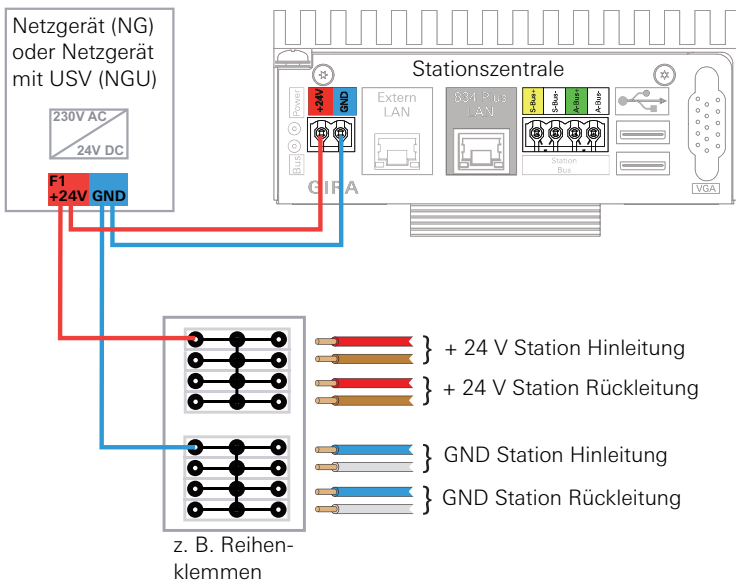 Netzgerät (NG)
oder Netzgerät
mit USV (NGU)
230V AC
24V DC
F1
+24V GND
Stationszentrale
Power
Bus
+24V
GND
Extern
LAN
834 Plus
LAN
S-Bus+
S-Bus-
A-Bus+
A-Bus-
Station
Bus
VGA
GIRA
+ 24 V Station Hinleitung
+ 24 V Station Rückleitung
GND Station Hinleitung
GND Station Rückleitung
z. B. Reihen-
klemmen